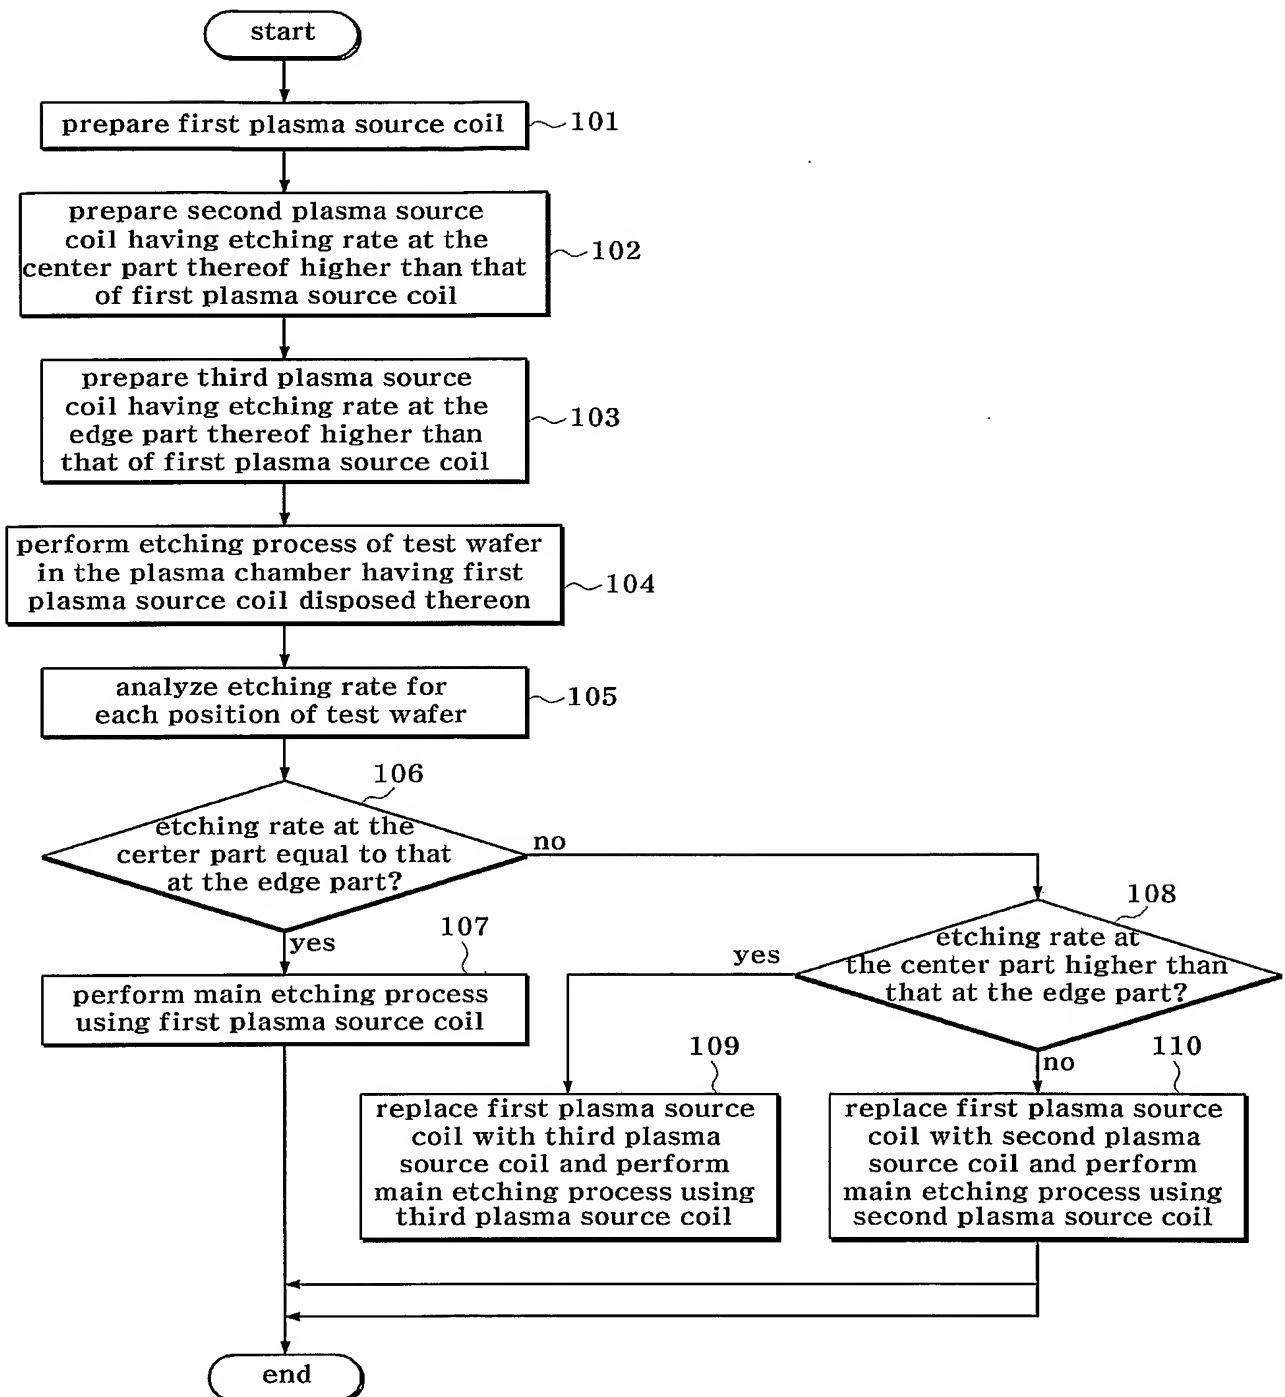 start
prepare first plasma source coil
101
prepare second plasma source
coil having etching rate at the
center part thereof higher than that
of first plasma source coil
102
prepare third plasma source
coil having etching rate at the
edge part thereof higher than
that of first plasma source coil
103
perform etching process of test wafer
in the plasma chamber having first
plasma source coil disposed thereon
104
analyze etching rate for
each position of test wafer
105
106
etching rate at the
certer part equal to that
at the edge part?
no
yes
107
perform main etching process
using first plasma source coil
108
etching rate at
the center part higher than
that at the edge part?
yes
no
109
replace first plasma source
coil with third plasma
source coil and perform
main etching process using
third plasma source coil
110
replace first plasma source
coil with second plasma
source coil and perform
main etching process using
second plasma source coil
end